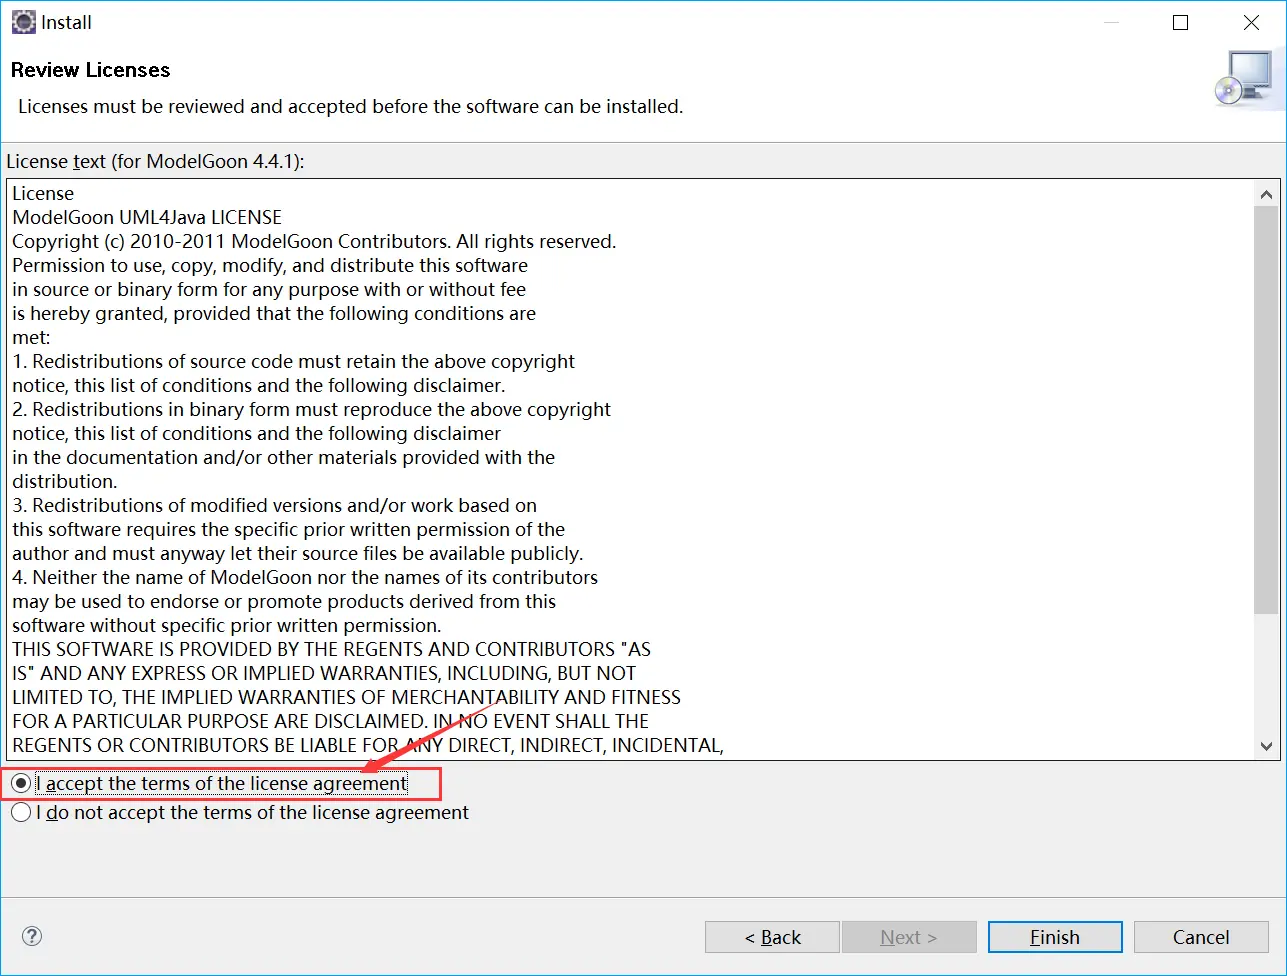 Install
Review Licenses
Licenses must be reviewed and accepted before the software can be installed.
License text (for ModelGoon 4.4.1):
License
ModelGoon UML4Java LICENSE
Copyright (c) 2010-2011 ModelGoon Contributors. All rights reserved.
Permission to use, copy, modify, and distribute this software
in source or binary form for any purpose with or without fee
is hereby granted, provided that the following conditions are
met:
1. Redistributions of source code must retain the above copyright
notice, this list of conditions and the following disclaimer.
2. Redistributions in binary form must reproduce the above copyright
notice, this list of conditions and the following disclaimer
in the documentation and/or other materials provided with the
distribution.
3. Redistributions of modified versions and/or work based on
this software requires the specific prior written permission of the
author and must anyway let their source files be available publicly.
4. Neither the name of ModelGoon nor the names of its contributors
may be used to endorse or promote products derived from this
software without specific prior written permission.
THIS SOFTWARE IS PROVIDED BY THE REGENTS AND CONTRIBUTORS "AS
IS" AND ANY EXPRESS OR IMPLIED WARRANTIES, INCLUDING, BUT NOT
LIMITED TO, THE IMPLIED WARRANTIES OF MERCHANTABILITY AND FITNESS
FOR A PARTICULAR PURPOSE ARE DISCLAIMED. IN NO EVENT SHALL THE
REGENTS OR CONTRIBUTORS BE LIABLE FOR ANY DIRECT, INDIRECT, INCIDENTAL,
I accept the terms of the license agreement
I do not accept the terms of the license agreement
? < Back Next > Finish Cancel